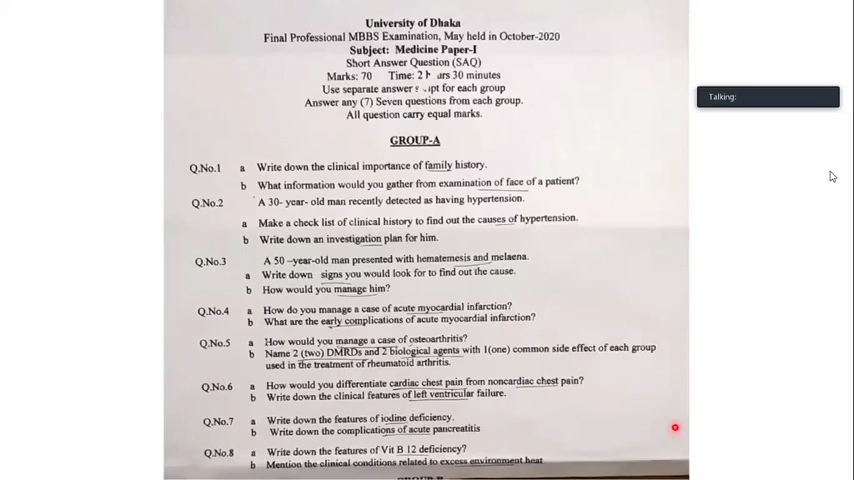 University of Dhaka
Final Professional MBBS Examination, May held in October-2020
Subject: Medicine Paper-I
Short Answer Question (SAQ)
Marks: 70 Time: 2 30 minutes
Use separate answer for each group
Answer any (7) Seven questions from each group.
All question carry equal marks.
Talking:
GROUP-A
Q.No.1 a Write down the clinical importance of family history.
b What information would you gather from examination of face of a patient?
Q.No.2 A 30- year- old man recently detected as having hypertension.
a Make a check list of clinical history to find out the causes of hypertension.
b Write down an investigation plan for him.
Q.No.3 A 50 –year-old man presented with hematemesis and melaena.
a Write down signs you would look for to find out the cause.
b How would you manage him?
Q.No.4 a How do you manage a case of acute myocardial infarction?
b What are the early complications of acute myocardial infarction?
Q.No.5 a How would you manage a case of osteoarthritis?
b Name 2 (two) DMRDs and 2 biological agents with 1(one) common side effect of each group
used in the treatment of rheumatoid arthritis.
Q.No.6 a How would you differentiate cardiac chest pain from noncardiac chest pain?
b Write down the clinical features of left ventricular failure.
Q.No.7 a Write down the features of iodine deficiency.
b Write down the complications of acute pancreatitis
Q.No.8 a Write down the features of Vit B 12 deficiency?
b Mention the clinical conditions related to excess environment heat